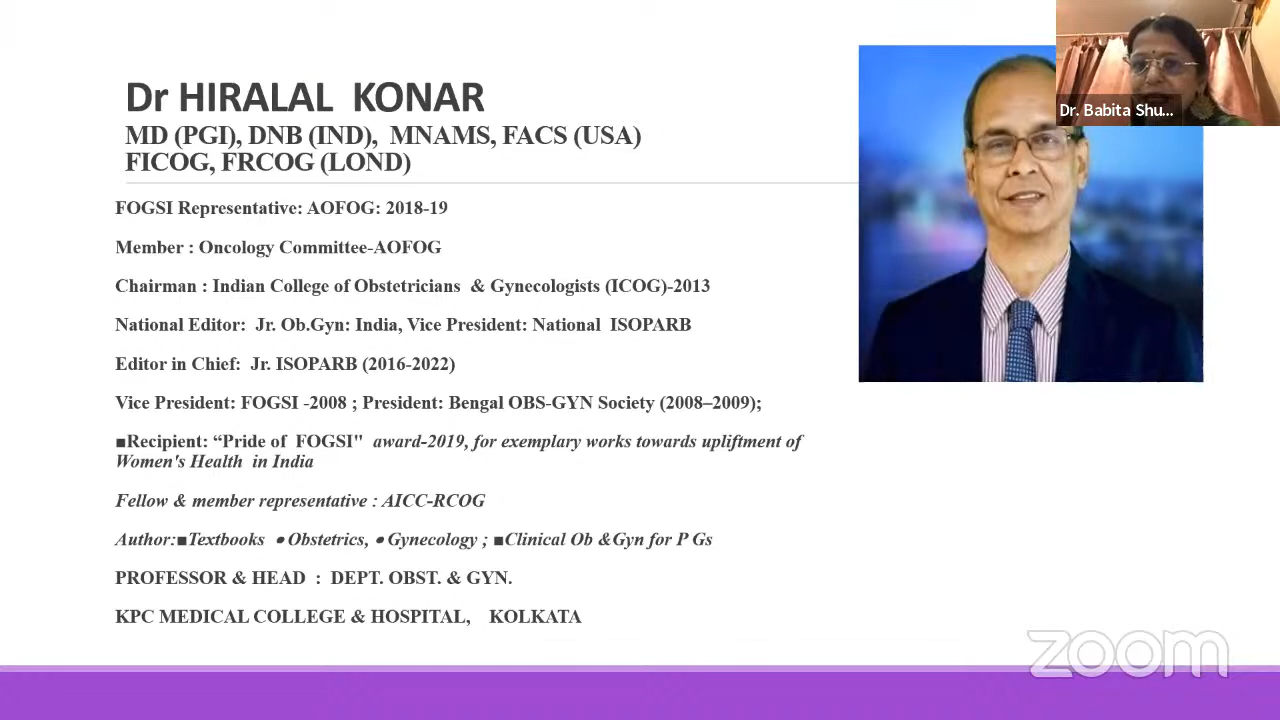 Dr HIRALAL KONAR
MD (PGI), DNB (IND), MNAMS, FACS (USA)
FICOG, FRCOG (LOND)
FOGSI Representative: AOFOG: 2018-19
Member : Oncology Committee-AOFOG
Chairman : Indian College of Obstetricians & Gynecologists (ICOG)-2013
National Editor: Jr. Ob.Gyn: India, Vice President: National ISOPARB
Editor in Chief: Jr. ISOPARB (2016-2022)
Vice President: FOGSI -2008 ; President: Bengal OBS-GYN Society (2008–2009);
■Recipient: “Pride of FOGSI" award-2019, for exemplary works towards upliftment of
Women's Health in India
Fellow & member representative : AICC-RCOG
Author:■Textbooks ●Obstetrics, ●Gynecology ; ■Clinical Ob &Gyn for P Gs
PROFESSOR & HEAD : DEPT. OBST. & GYN.
KPC MEDICAL COLLEGE & HOSPITAL, KOLKATA
Dr. Babita Shu...
zoom